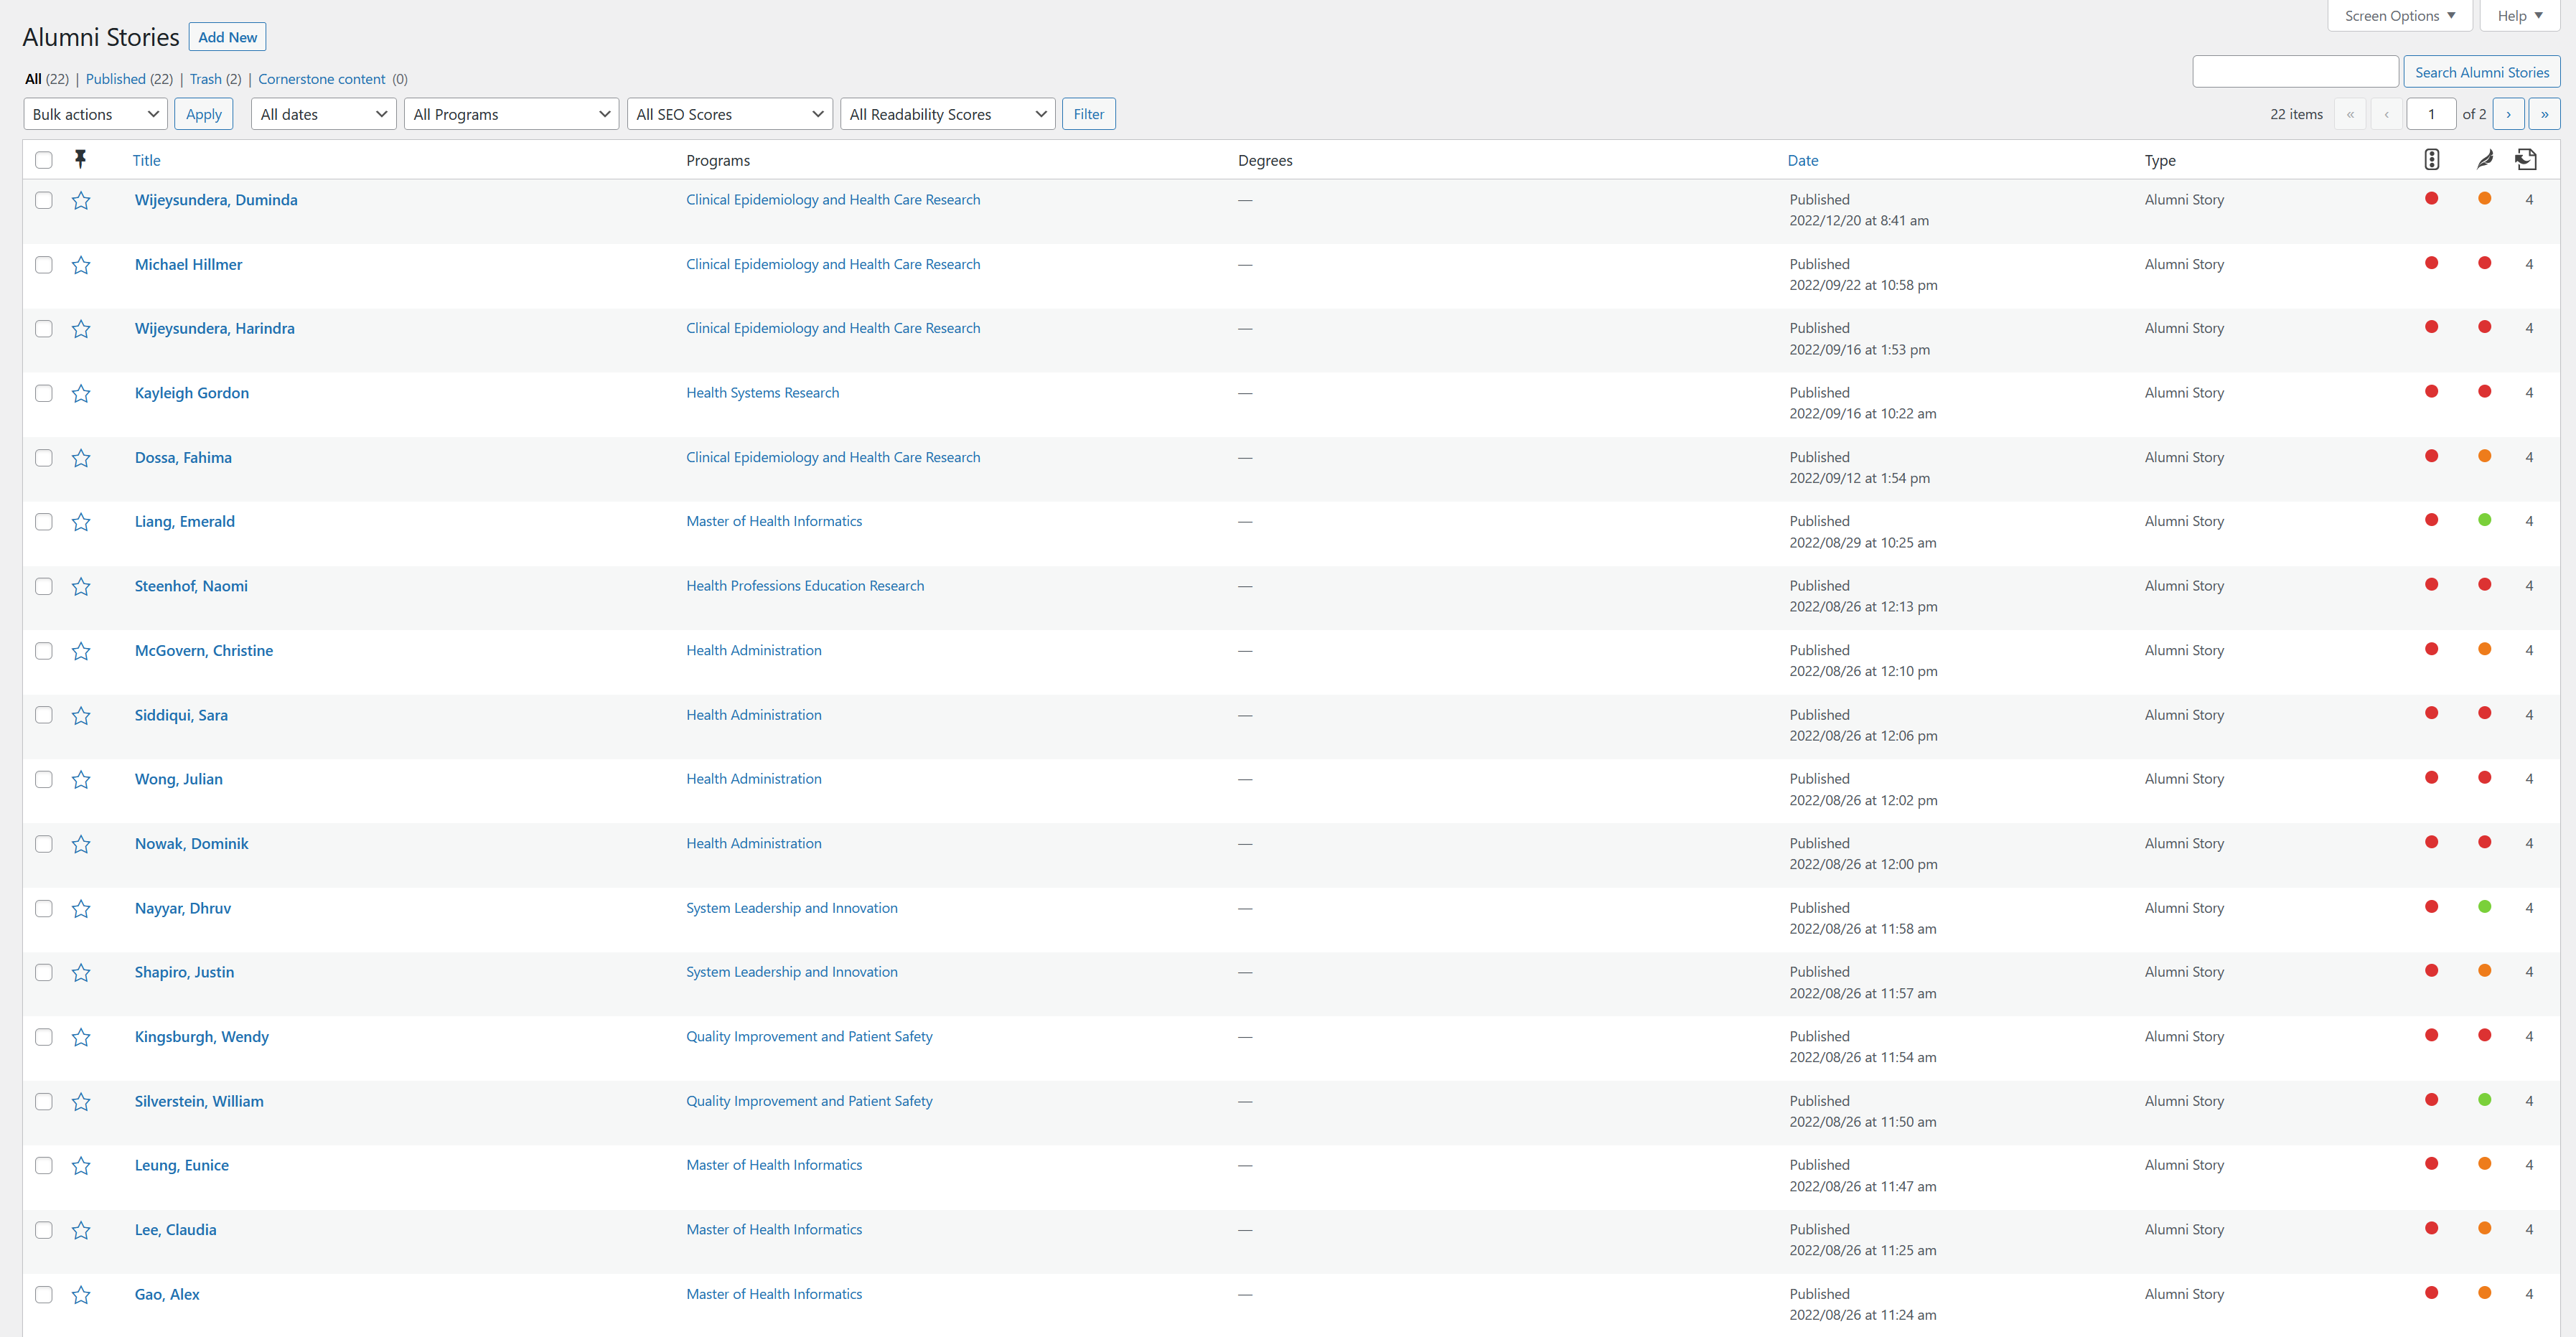 Screen Options ▼ Help ▼
Alumni Stories Add New
All (22) | Published (22) | Trash (2) | Cornerstone content (0)
Search Alumni Stories
Bulk actions Apply All dates All Programs All SEO Scores All Readability Scores Filter 22 items « ‹ 1 of 2 › »
Title Programs Degrees Date Type
Wijeysundera, Duminda Clinical Epidemiology and Health Care Research — Published Alumni Story 4
2022/12/20 at 8:41 am
Michael Hillmer Clinical Epidemiology and Health Care Research — Published Alumni Story 4
2022/09/22 at 10:58 pm
Wijeysundera, Harindra Clinical Epidemiology and Health Care Research — Published Alumni Story 4
2022/09/16 at 1:53 pm
Kayleigh Gordon Health Systems Research — Published Alumni Story 4
2022/09/16 at 10:22 am
Dossa, Fahima Clinical Epidemiology and Health Care Research — Published Alumni Story 4
2022/09/12 at 1:54 pm
Liang, Emerald Master of Health Informatics — Published Alumni Story 4
2022/08/29 at 10:25 am
Steenhof, Naomi Health Professions Education Research — Published Alumni Story 4
2022/08/26 at 12:13 pm
McGovern, Christine Health Administration — Published Alumni Story 4
2022/08/26 at 12:10 pm
Siddiqui, Sara Health Administration — Published Alumni Story 4
2022/08/26 at 12:06 pm
Wong, Julian Health Administration — Published Alumni Story 4
2022/08/26 at 12:02 pm
Nowak, Dominik Health Administration — Published Alumni Story 4
2022/08/26 at 12:00 pm
Nayyar, Dhruv System Leadership and Innovation — Published Alumni Story 4
2022/08/26 at 11:58 am
Shapiro, Justin System Leadership and Innovation — Published Alumni Story 4
2022/08/26 at 11:57 am
Kingsburgh, Wendy Quality Improvement and Patient Safety — Published Alumni Story 4
2022/08/26 at 11:54 am
Silverstein, William Quality Improvement and Patient Safety — Published Alumni Story 4
2022/08/26 at 11:50 am
Leung, Eunice Master of Health Informatics — Published Alumni Story 4
2022/08/26 at 11:47 am
Lee, Claudia Master of Health Informatics — Published Alumni Story 4
2022/08/26 at 11:25 am
Gao, Alex Master of Health Informatics — Published Alumni Story 4
2022/08/26 at 11:24 am